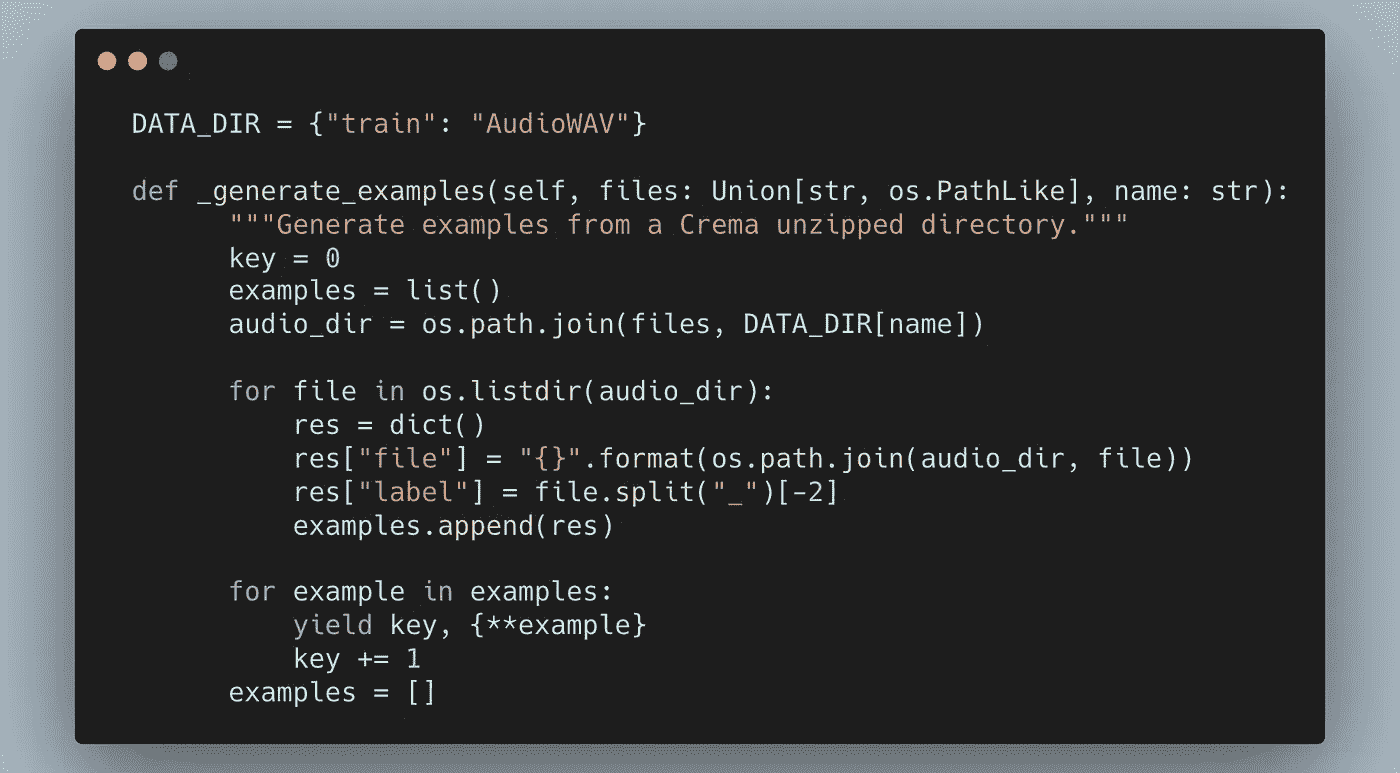 DATA_DIR = {"train": "AudioWAV"}
def _generate_examples(self, files: Union[str, os.PathLike], name: str):
"""Generate examples from a Crema unzipped directory."""
key = 0
examples = list()
audio_dir = os.path.join(files, DATA_DIR[name])
for file in os.listdir(audio_dir):
res = dict()
res["file"] = "{}".format(os.path.join(audio_dir, file))
res["label"] = file.split("_")[-2]
examples.append(res)
for example in examples:
yield key, {**example}
key += 1
examples = []